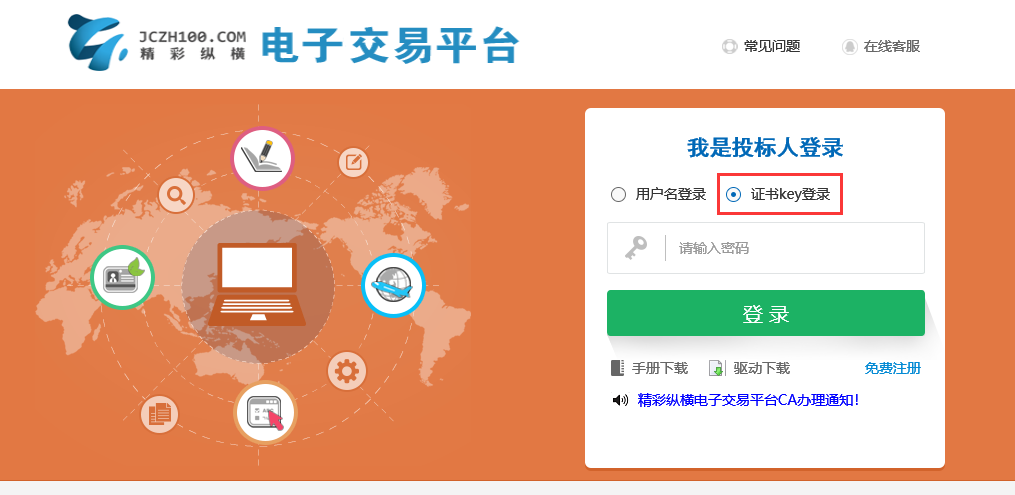 JCZH100.COM
精彩纵横
电子交易平台
常见问题
在线客服
我是投标人登录
用户名登录
证书key登录
请输入密码
登录
手册下载
驱动下载
免费注册
精彩纵横电子交易平台CA办理通知!